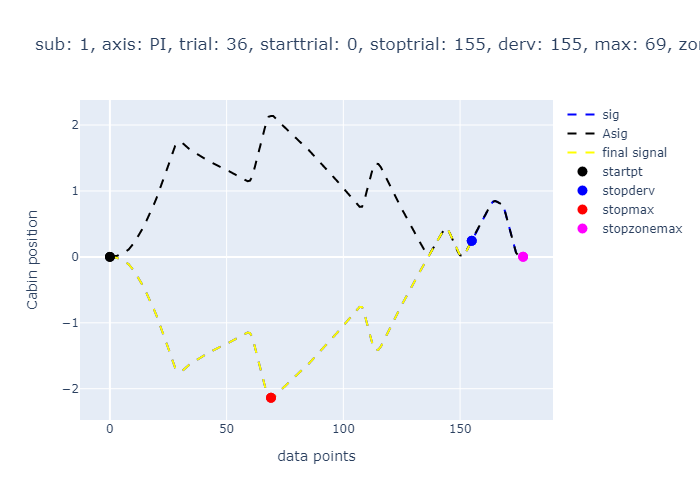 sub: 1, axis: PI, trial: 36, starttrial: 0, stoptrial: 155, derv: 155, max: 69,
2
1
0
−1
−2
0
50
100
150
Cabin position
data points
sig
Asig
final signal
startpt
stopderv
stopmax
stopzonemax